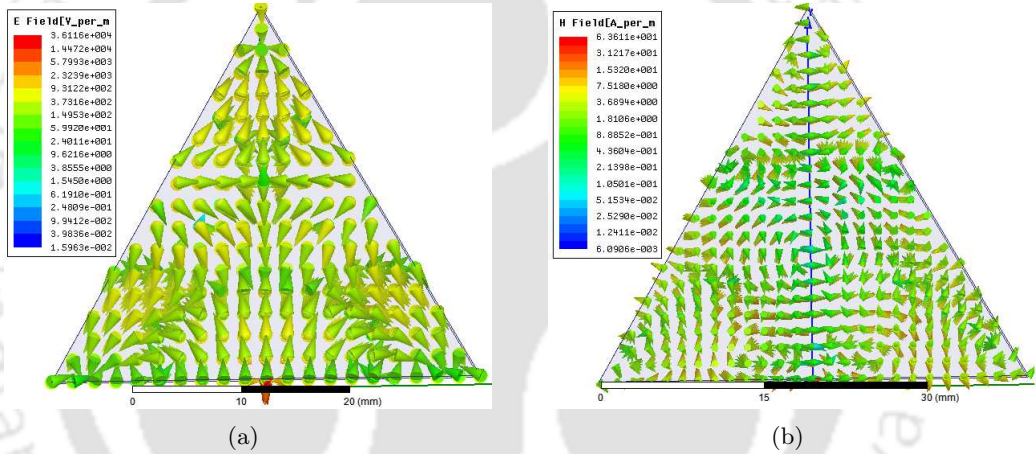 E Field[V_per_m
3.6116e+004
1.4472e+004
5.7993e+003
2.3239e+003
9.3122e+002
3.7316e+002
1.4953e+002
5.9920e+001
2.4011e+001
9.6216e+000
3.8555e+000
1.5450e+000
6.1910e-001
2.4809e-001
9.9412e-002
3.9836e-002
1.5963e-002
0 10 20 (mm)
(a)
H Field[A_per_m
6.3611e+001
3.1217e+001
1.5320e+001
7.5180e+000
3.6894e+000
1.8106e+000
8.8852e-001
4.3604e-001
2.1398e-001
1.0501e-001
5.1534e-002
2.5290e-002
1.2411e-002
6.0906e-003
0 15 30 (mm)
(b)